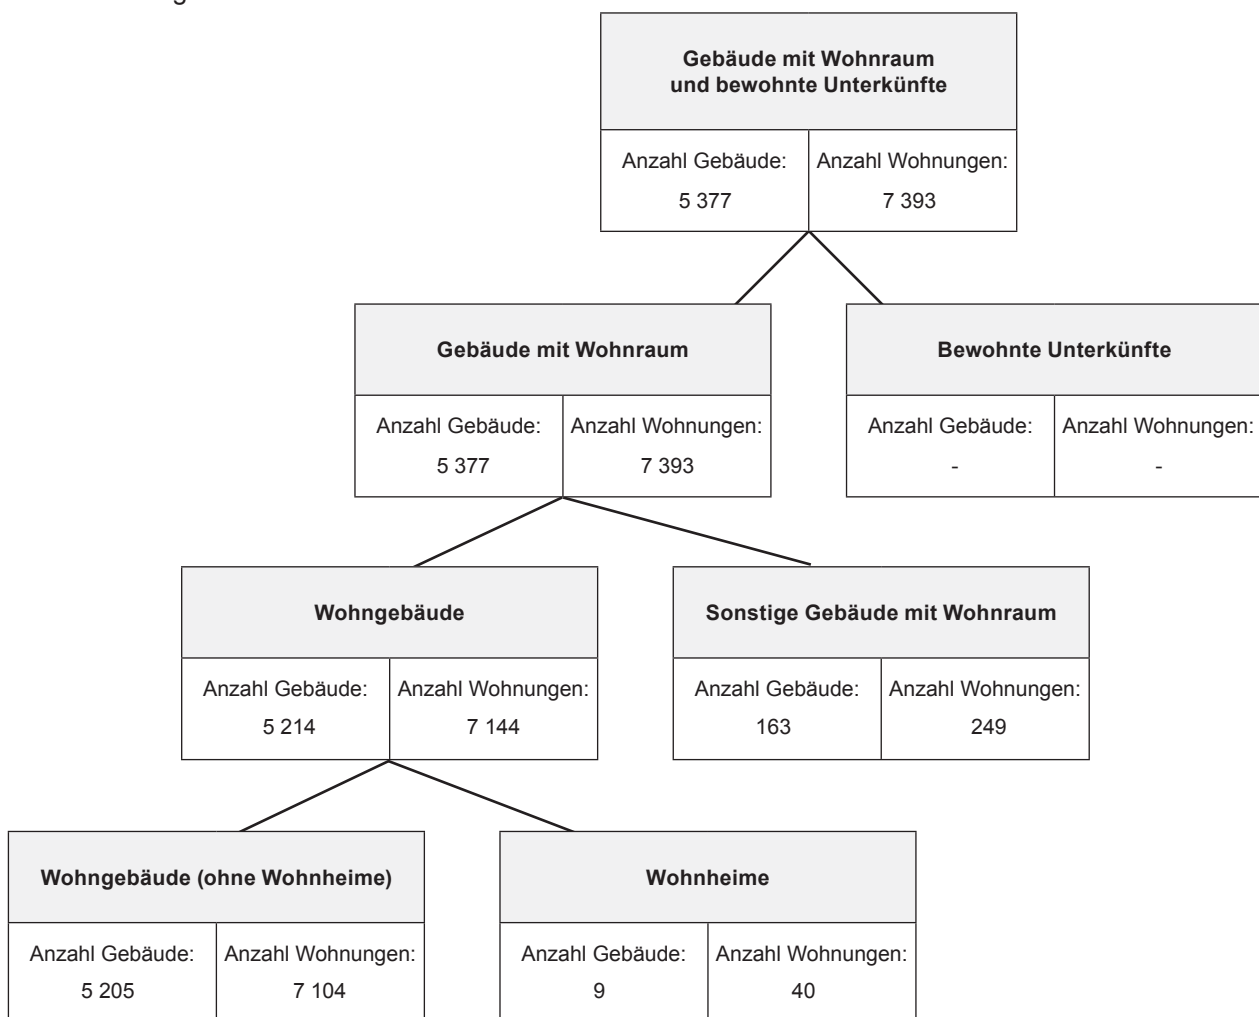 Gebäude mit Wohnraum
und bewohnte Unterkünfte
Anzahl Gebäude: Anzahl Wohnungen:
5 377 7 393
Gebäude mit Wohnraum Bewohnte Unterkünfte
Anzahl Gebäude: Anzahl Wohnungen: Anzahl Gebäude: Anzahl Wohnungen:
5 377 7 393 - -
Wohngebäude Sonstige Gebäude mit Wohnraum
Anzahl Gebäude: Anzahl Wohnungen: Anzahl Gebäude: Anzahl Wohnungen:
5 214 7 144 163 249
Wohngebäude (ohne Wohnheime) Wohnheime
Anzahl Gebäude: Anzahl Wohnungen: Anzahl Gebäude: Anzahl Wohnungen:
5 205 7 104 9 40